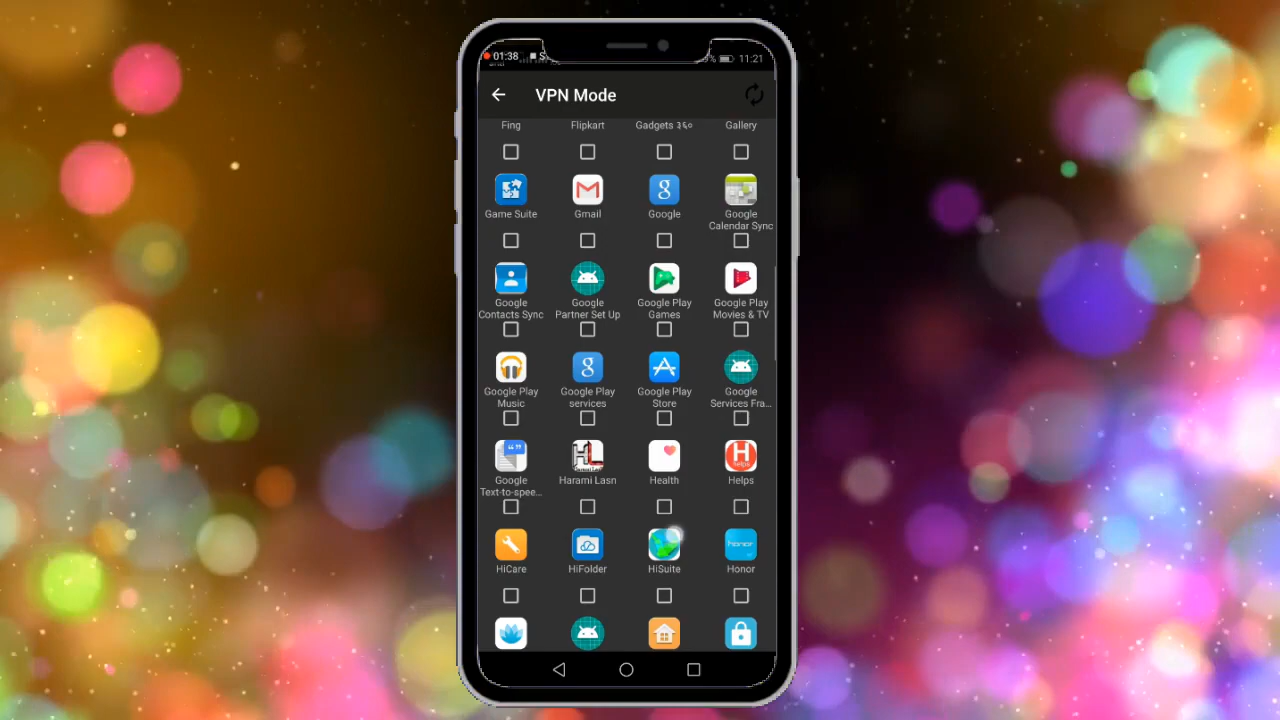 01:38
11:21
VPN Mode
Fing
Flipkart
Gadgets ३६०
Gallery
Game Suite
Gmail
Google
Google
Calendar Sync
Google
Contacts Sync
Google
Partner Set Up
Google Play
Games
Google Play
Movies & TV
Google Play
Music
Google Play
services
Google Play
Store
Google
Services Fra...
Google
Text-to-spee...
Harami Lasn
Health
Helps
HiCare
HiFolder
HiSuite
Honor